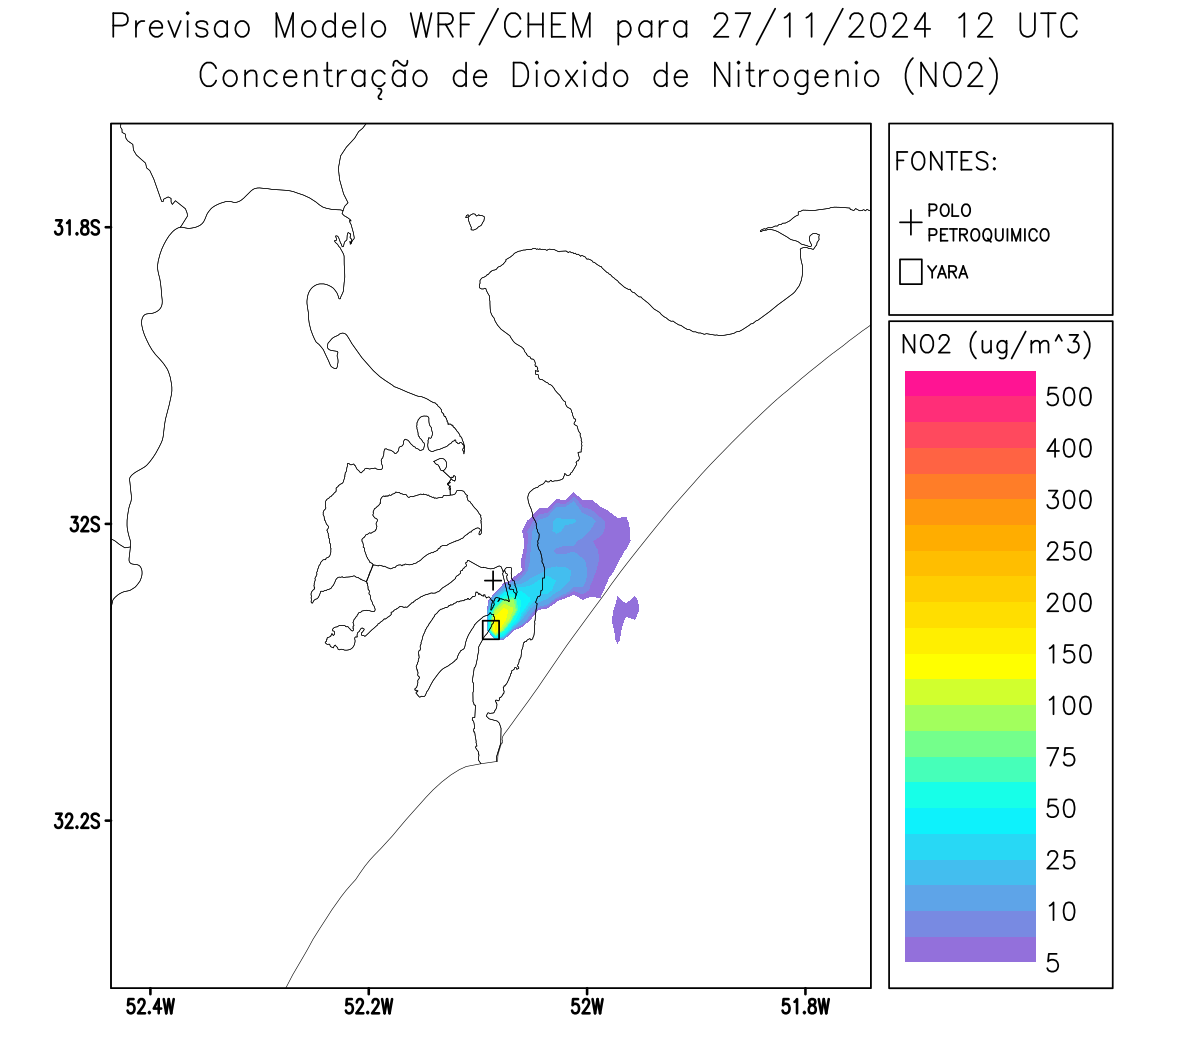 Previsao Modelo WRF/CHEM para 27/11/2024 12 UTC
Concentração de Dioxido de Nitrogenio (NO2)
FONTES:
POLO
PETROQUIMICO
YARA
NO2 (ug/m^3)
500
400
300
250
200
150
100
75
50
25
10
5
31.8S
32S
32.2S
52.4W
52.2W
52W
51.8W